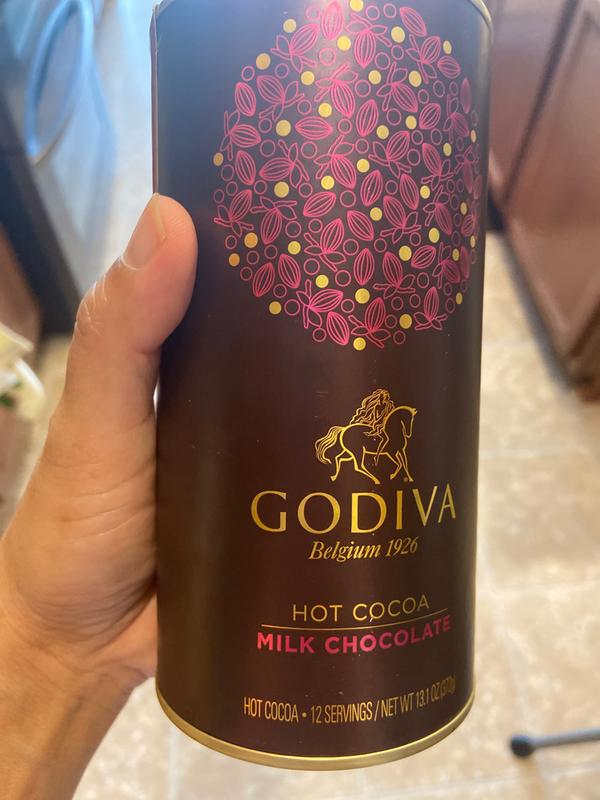 GODIVA
Belgium 1926
HOT COCOA
MILK CHOCOLATE
HOT COCOA • 12 SERVINGS / NET WT 13.1 OZ (370g)